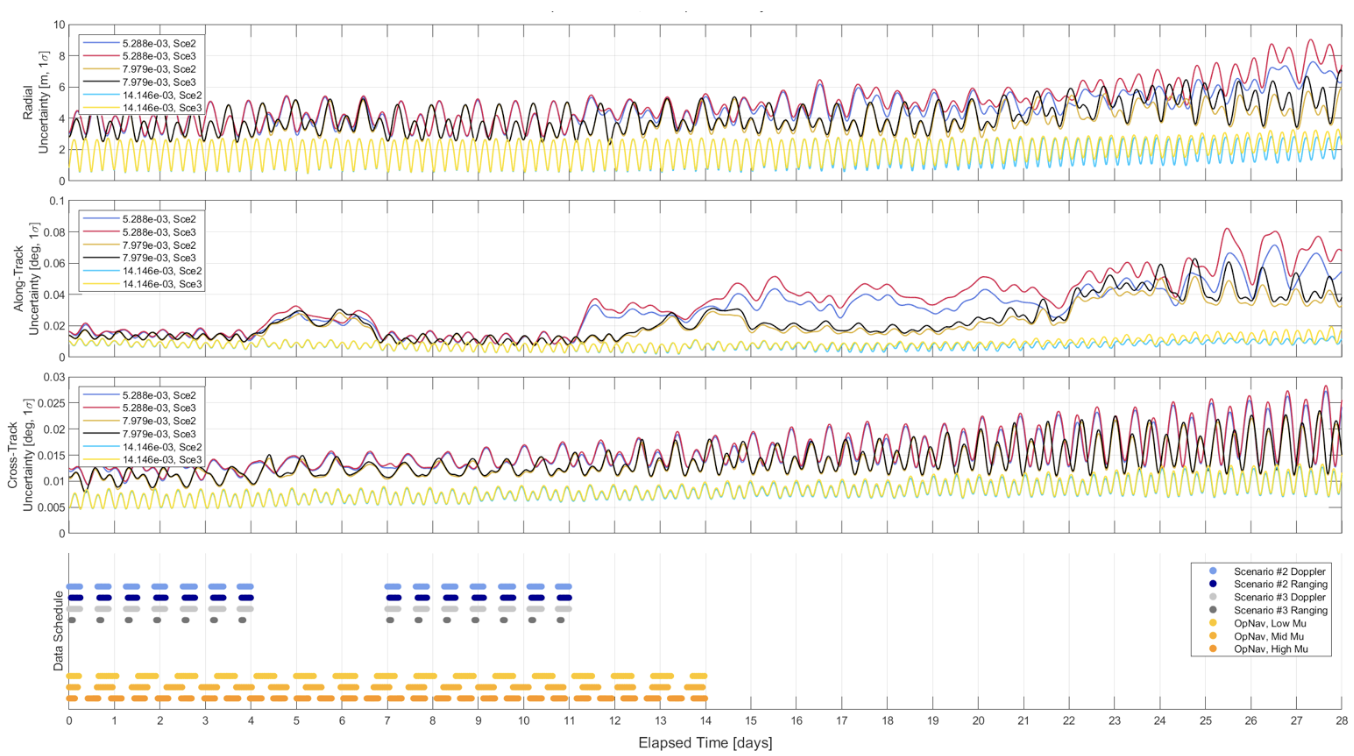 10
8
6
4
2
0
Radial
Uncertainty [m, 1σ]
5.288e-03, Sce2
5.288e-03, Sce3
7.979e-03, Sce2
7.979e-03, Sce3
14.146e-03, Sce2
14.146e-03, Sce3
0.1
0.08
0.06
0.04
0.02
0
Along-Track
Uncertainty [deg, 1σ]
5.288e-03, Sce2
5.288e-03, Sce3
7.979e-03, Sce2
7.979e-03, Sce3
14.146e-03, Sce2
14.146e-03, Sce3
0.03
0.025
0.02
0.015
0.01
0.005
0
Cross-Track
Uncertainty [deg, 1σ]
5.288e-03, Sce2
5.288e-03, Sce3
7.979e-03, Sce2
7.979e-03, Sce3
14.146e-03, Sce2
14.146e-03, Sce3
Data Schedule
Scenario #2 Doppler
Scenario #2 Ranging
Scenario #3 Doppler
Scenario #3 Ranging
OpNav, Low Mu
OpNav, Mid Mu
OpNav, High Mu
0 1 2 3 4 5 6 7 8 9 10 11 12 13 14 15 16 17 18 19 20 21 22 23 24 25 26 27 28
Elapsed Time [days]